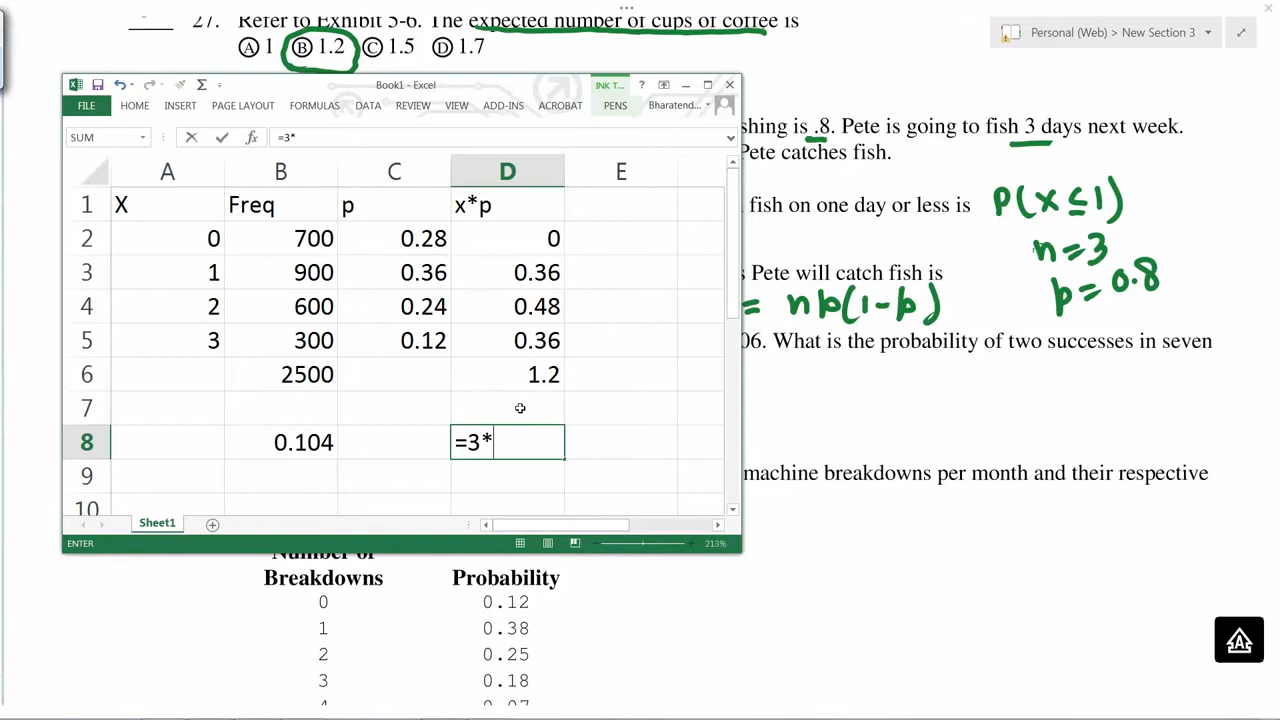 27. Refer to Exhibit 5-6. The expected number of cups of coffee is
A 1 B 1.2 C 1.5 D 1.7
Personal (Web) > New Section 3
Book1 - Excel
INK T...
?
FILE HOME INSERT PAGE LAYOUT FORMULAS DATA REVIEW VIEW ADD-INS ACROBAT PENS Bharatend...
SUM =3*
A B C D E
1 X Freq p x*p
2 0 700 0.28 0
3 1 900 0.36 0.36
4 2 600 0.24 0.48
5 3 300 0.12 0.36
6 2500 1.2
7
8 0.104 =3*
9
10
Sheet1
ENTER 213%
shing is .8. Pete is going to fish 3 days next week.
Pete catches fish.
fish on one day or less is P(x ≤ 1)
n = 3
s Pete will catch fish is
p = 0.8
= np(1-p)
06. What is the probability of two successes in seven
machine breakdowns per month and their respective
Number of
Breakdowns Probability
0 0.12
1 0.38
2 0.25
3 0.18
4 0.07